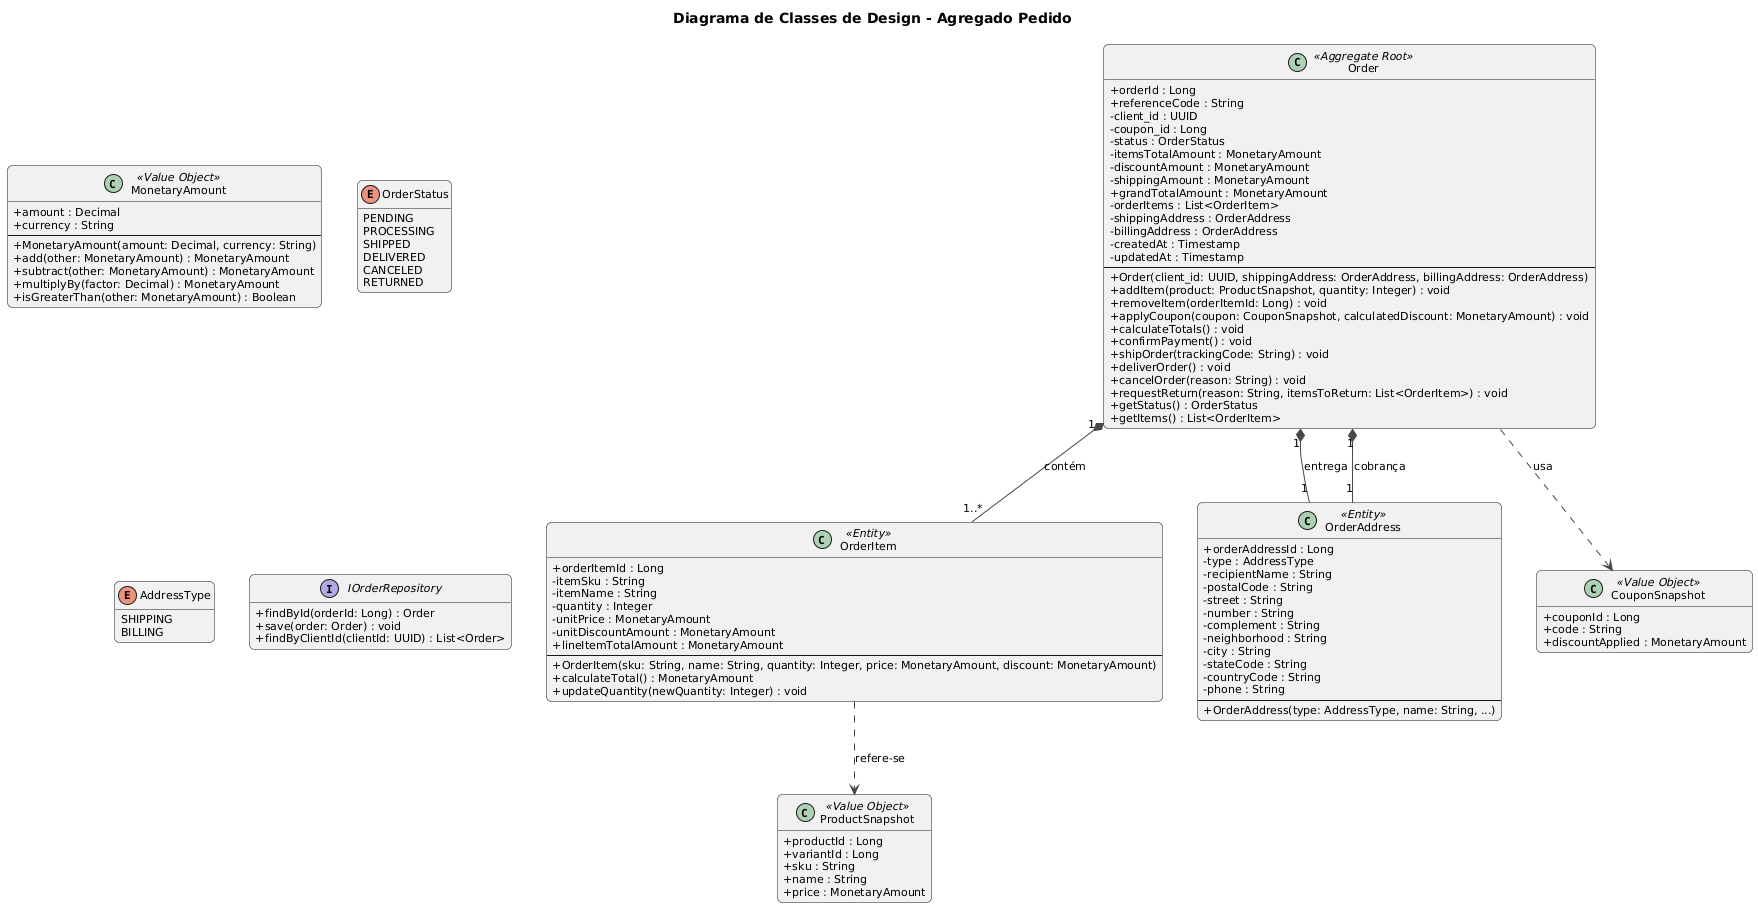 Diagrama de Classes de Design - Agregado Pedido
«Aggregate Root»
Order
+orderId : Long
+referenceCode : String
-client_id : UUID
-coupon_id : Long
-status : OrderStatus
-itemsTotalAmount : MonetaryAmount
-discountAmount : MonetaryAmount
-shippingAmount : MonetaryAmount
+grandTotalAmount : MonetaryAmount
-orderItems : List<OrderItem>
-shippingAddress : OrderAddress
-billingAddress : OrderAddress
-createdAt : Timestamp
-updatedAt : Timestamp
+Order(client_id: UUID, shippingAddress: OrderAddress, billingAddress: OrderAddress)
+addItem(product: ProductSnapshot, quantity: Integer) : void
+removeItem(orderItemId: Long) : void
+applyCoupon(coupon: CouponSnapshot, calculatedDiscount: MonetaryAmount) : void
+calculateTotals() : void
+confirmPayment() : void
+shipOrder(trackingCode: String) : void
+deliverOrder() : void
+cancelOrder(reason: String) : void
+requestReturn(reason: String, itemsToReturn: List<OrderItem>) : void
+getStatus() : OrderStatus
+getItems() : List<OrderItem>
C
«Value Object»
MonetaryAmount
+amount : Decimal
+currency : String
+MonetaryAmount(amount: Decimal, currency: String)
+add(other: MonetaryAmount) : MonetaryAmount
+subtract(other: MonetaryAmount) : MonetaryAmount
+multiplyBy(factor: Decimal) : MonetaryAmount
+isGreaterThan(other: MonetaryAmount) : Boolean
C
E
OrderStatus
PENDING
PROCESSING
SHIPPED
DELIVERED
CANCELED
RETURNED
1
contém
1..*
1
entrega
1
1
cobrança
1
usa
E
AddressType
SHIPPING
BILLING
I
IOrderRepository
+findById(orderId: Long) : Order
+save(order: Order) : void
+findByClientId(clientId: UUID) : List<Order>
C
«Entity»
OrderItem
+orderItemId : Long
-itemSku : String
-itemName : String
-quantity : Integer
-unitPrice : MonetaryAmount
-unitDiscountAmount : MonetaryAmount
+lineItemTotalAmount : MonetaryAmount
+OrderItem(sku: String, name: String, quantity: Integer, price: MonetaryAmount, discount: MonetaryAmount)
+calculateTotal() : MonetaryAmount
+updateQuantity(newQuantity: Integer) : void
C
«Entity»
OrderAddress
+orderAddressId : Long
-type : AddressType
-recipientName : String
-postalCode : String
-street : String
-number : String
-complement : String
-neighborhood : String
-city : String
-stateCode : String
-countryCode : String
-phone : String
+OrderAddress(type: AddressType, name: String, ...)
C
«Value Object»
CouponSnapshot
+couponId : Long
+code : String
+discountApplied : MonetaryAmount
refere-se
C
«Value Object»
ProductSnapshot
+productId : Long
+variantId : Long
+sku : String
+name : String
+price : MonetaryAmount